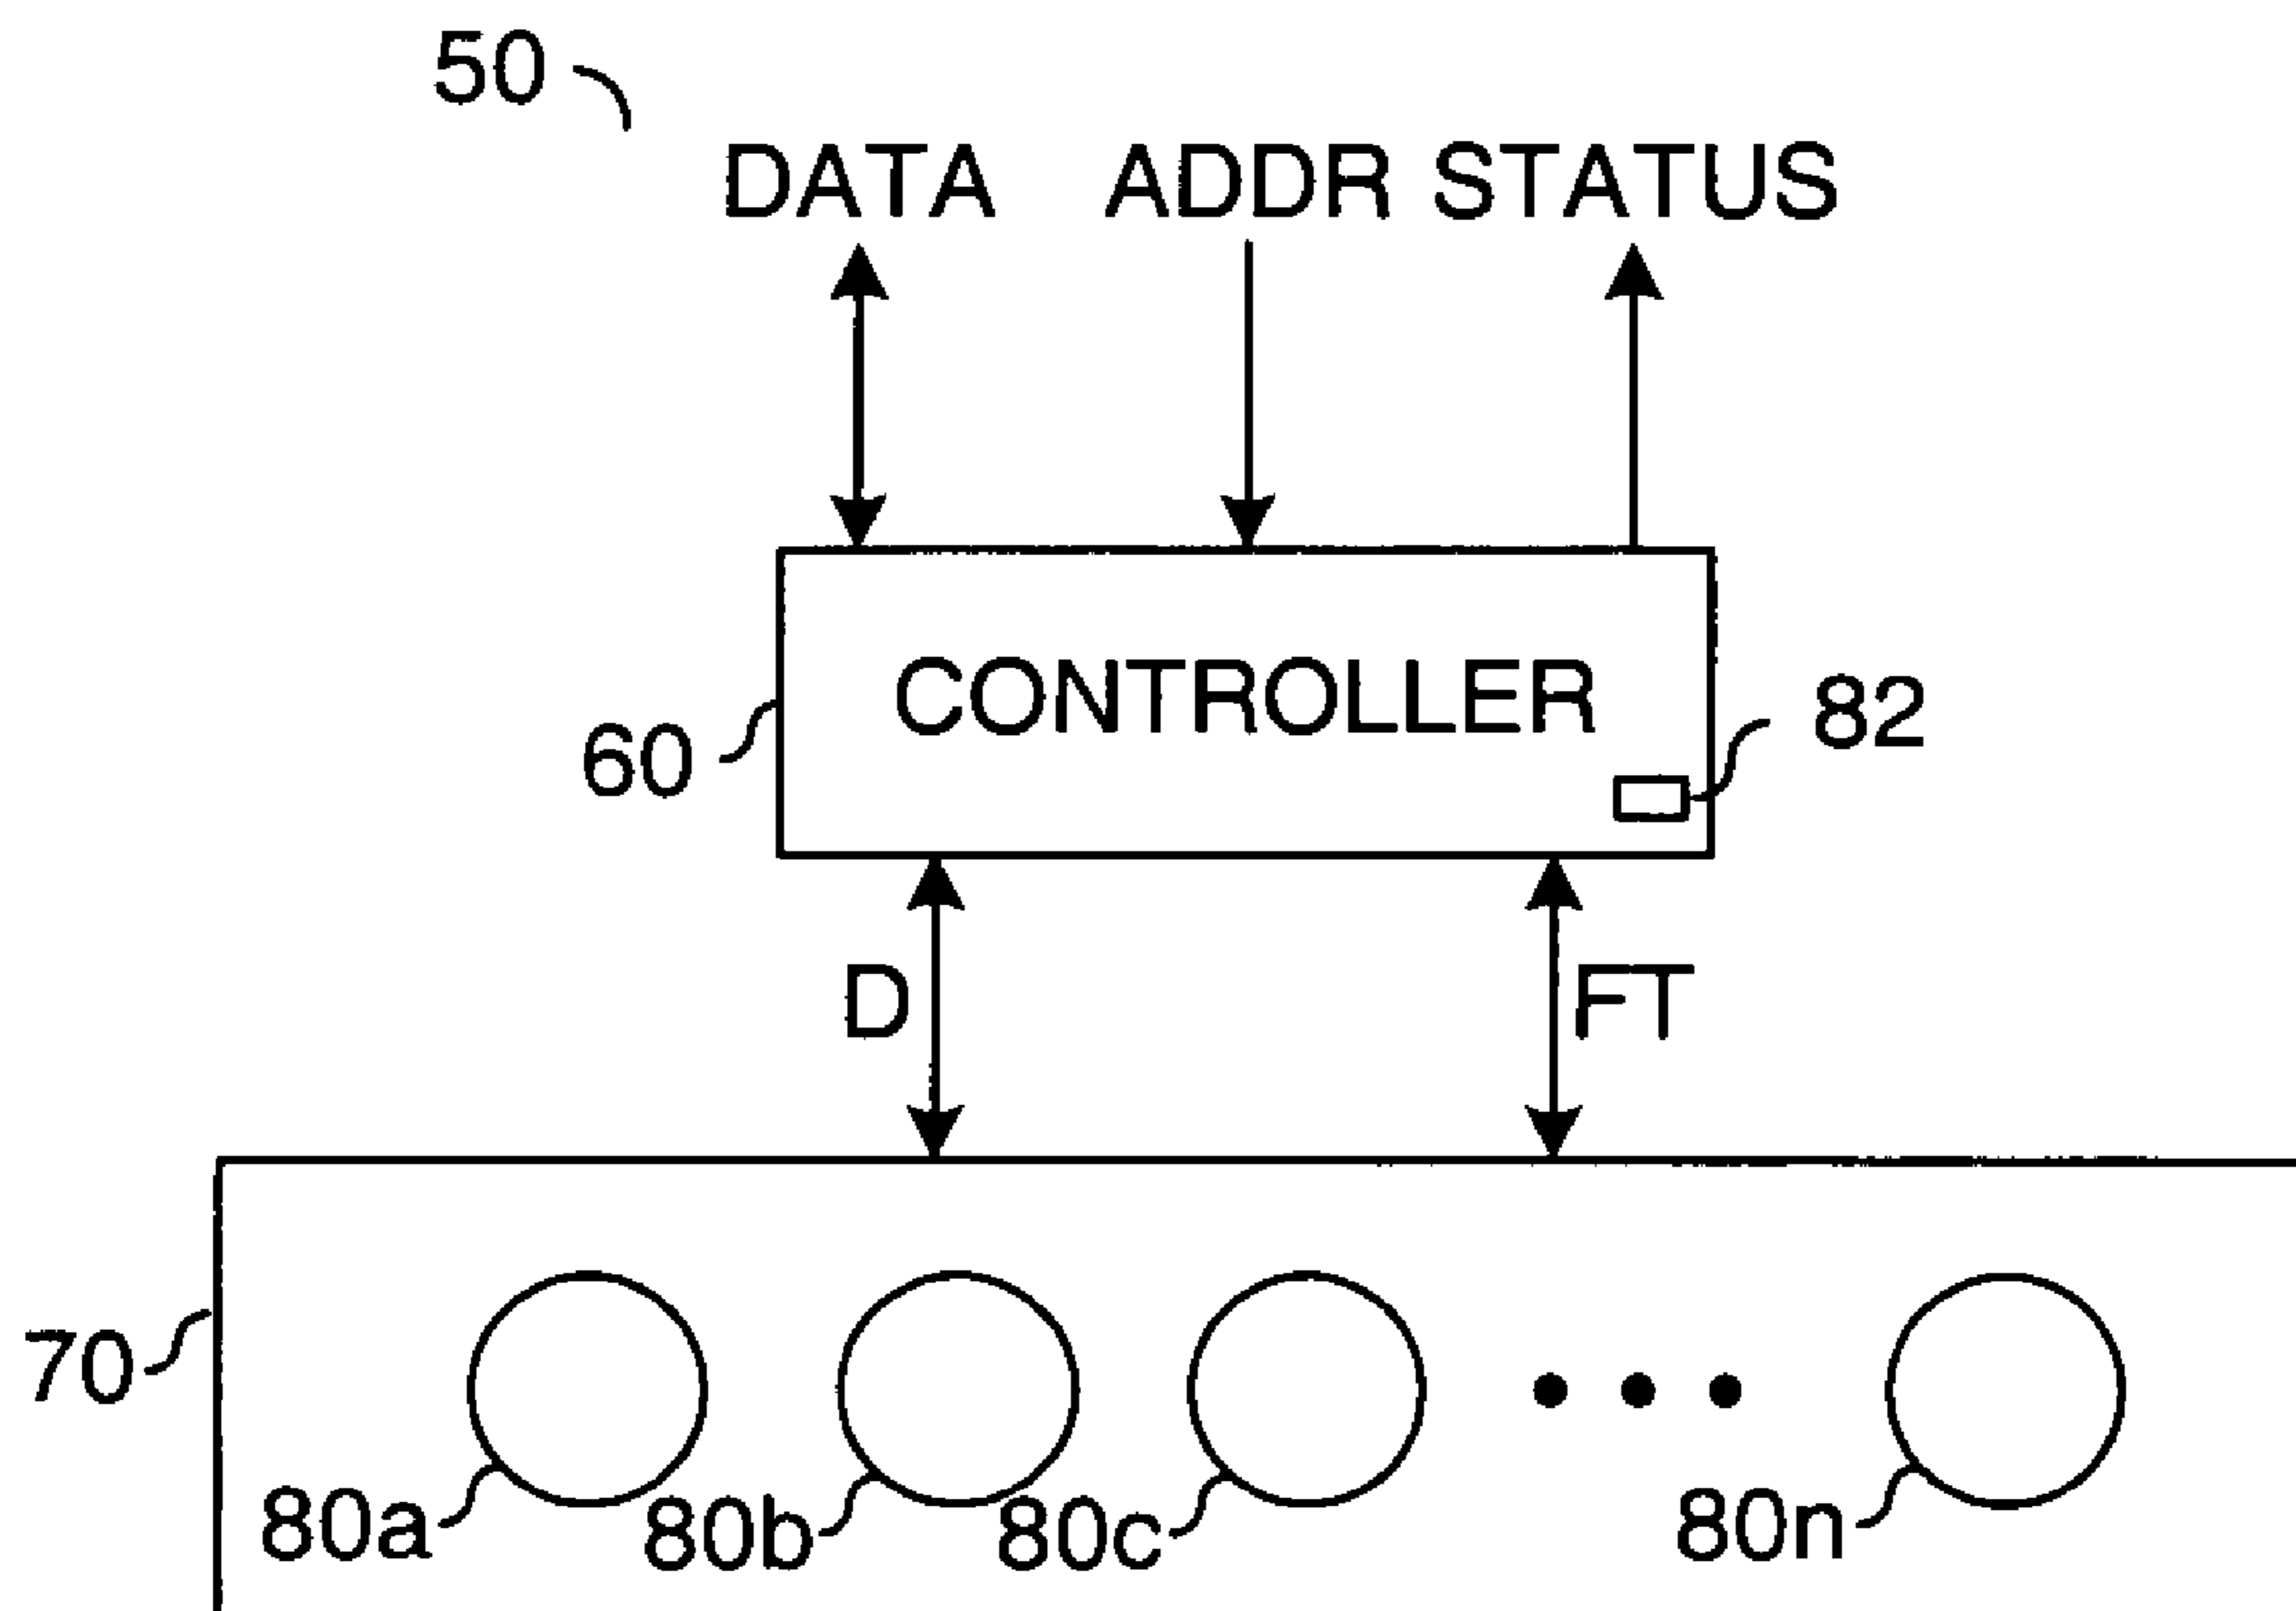 50
DATA ADDR STATUS
CONTROLLER
82
60
D
FT
70
80a
80b
80c
80n